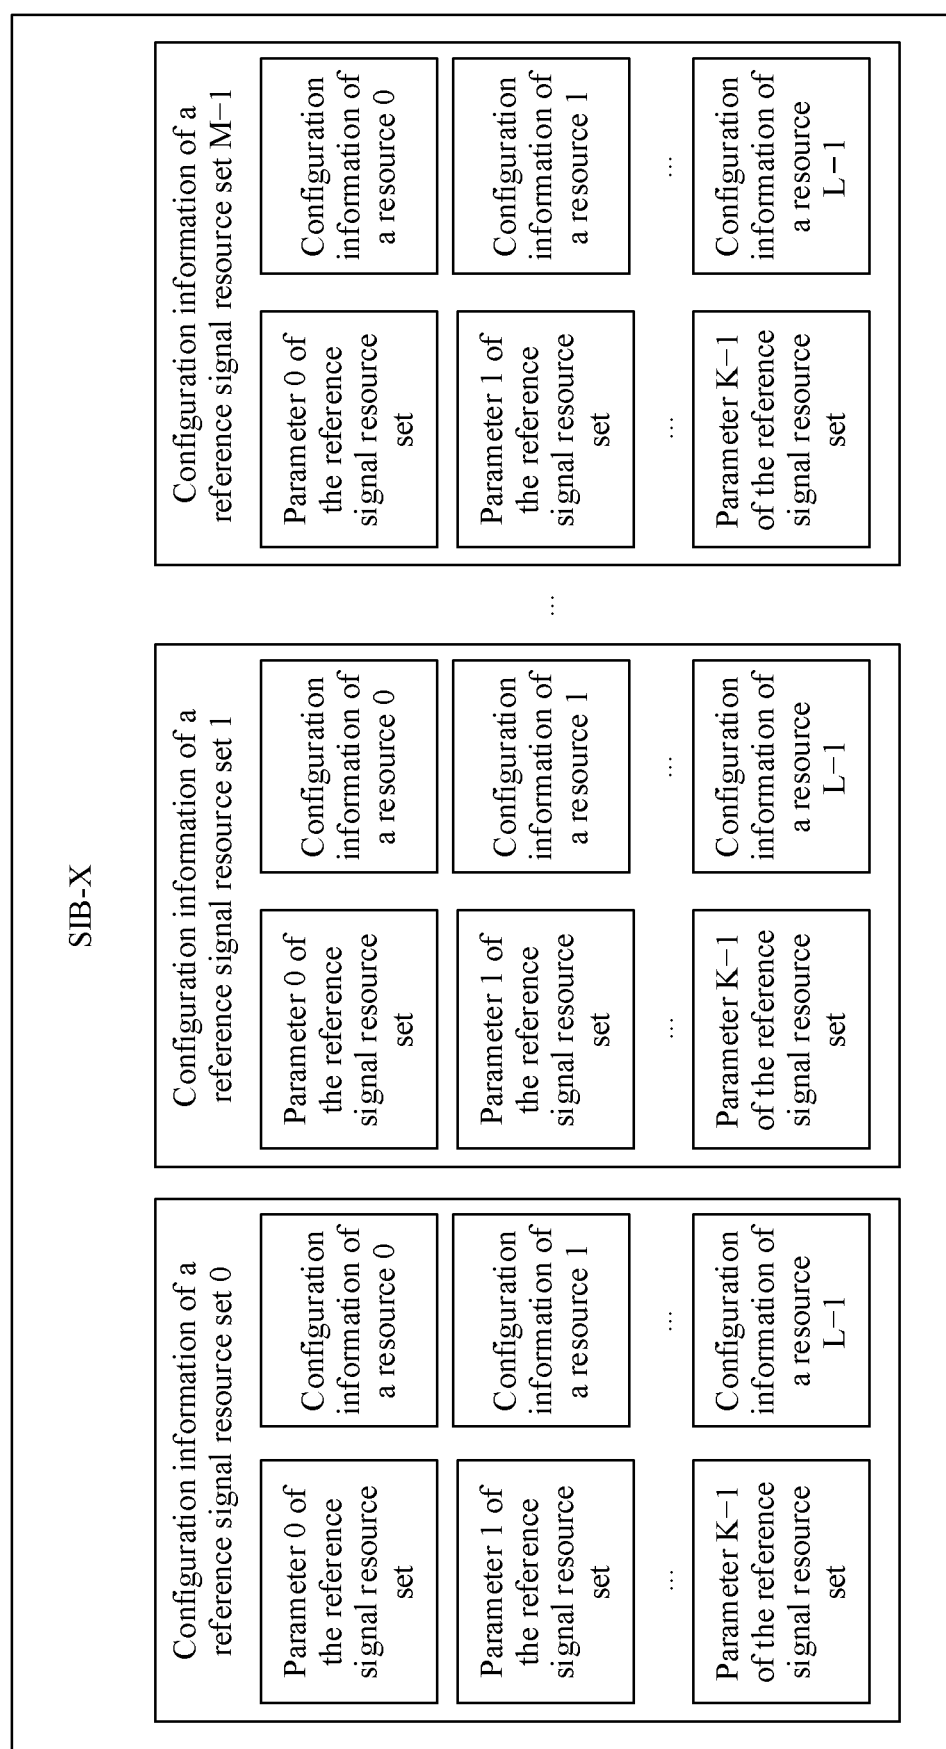 SIB-X
Configuration information of a
reference signal resource set 0
Parameter 0 of
the reference
signal resource
set
Configuration
information of
a resource 0
Parameter 1 of
the reference
signal resource
set
Configuration
information of
a resource 1
...
...
Parameter K−1
of the reference
signal resource
set
Configuration
information of
a resource
L−1
Configuration information of a
reference signal resource set 1
Parameter 0 of
the reference
signal resource
set
Configuration
information of
a resource 0
Parameter 1 of
the reference
signal resource
set
Configuration
information of
a resource 1
...
...
Parameter K−1
of the reference
signal resource
set
Configuration
information of
a resource
L−1
...
Configuration information of a
reference signal resource set M−1
Parameter 0 of
the reference
signal resource
set
Configuration
information of
a resource 0
Parameter 1 of
the reference
signal resource
set
Configuration
information of
a resource 1
...
...
Parameter K−1
of the reference
signal resource
set
Configuration
information of
a resource
L−1